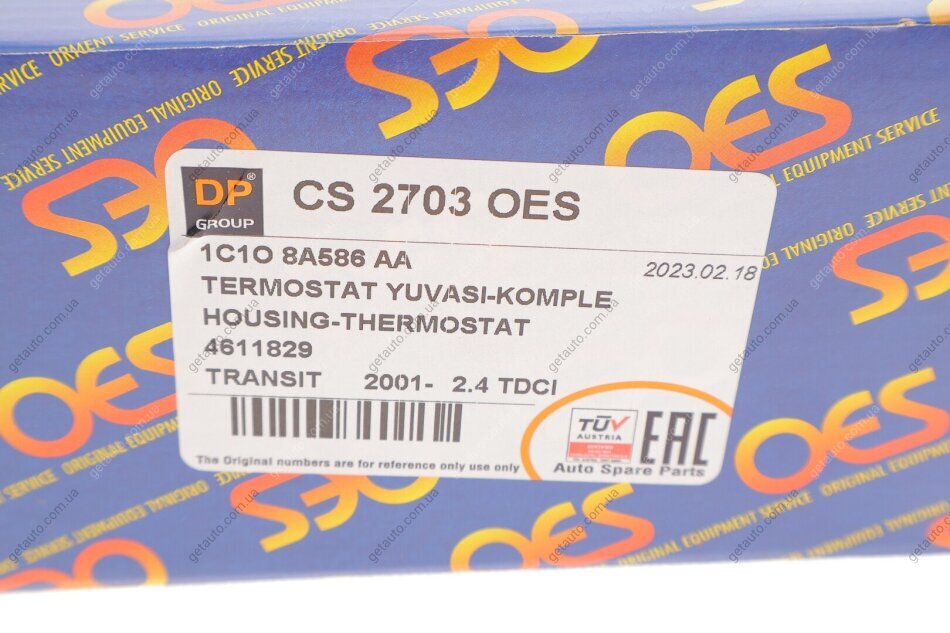 DP®
GROUP
CS 2703 OES
1C1O 8A586 AA
2023.02.18
TERMOSTAT YUVASI-KOMPLE
HOUSING-THERMOSTAT
4611829
TRANSIT 2001- 2.4 TDCI
The Original numbers are for reference only use only
TÜV
AUSTRIA
EAC
Auto Spare Parts
OES
ORIGINAL EQUIPMENT SERVICE
getauto.com.ua